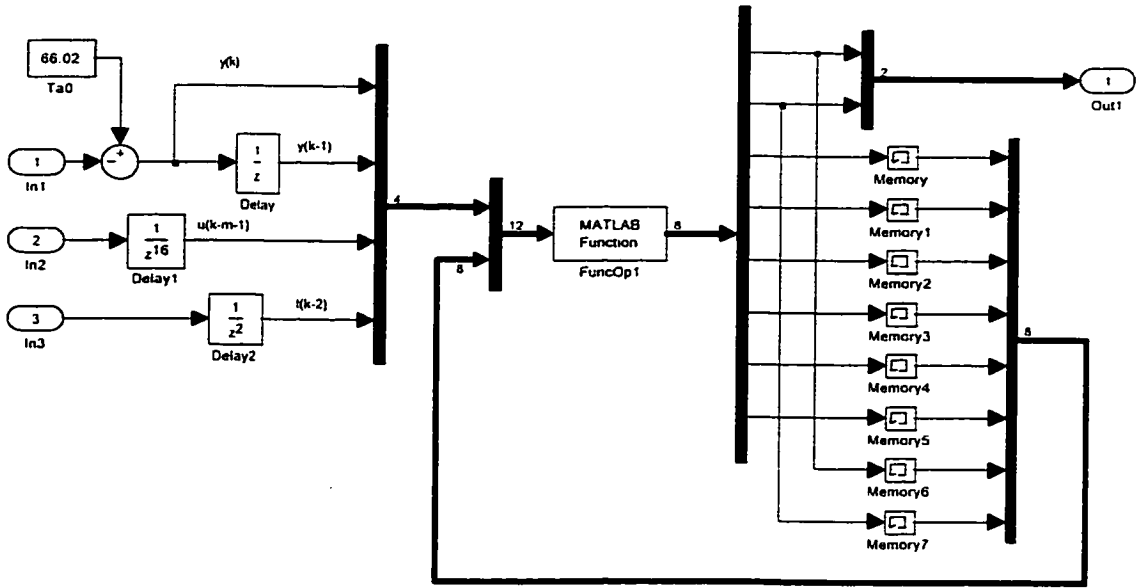 66.02
Ta0
y(k)
1
In1
− +
1
z
Delay
y(k-1)
2
In2
1
z16
Delay1
u(k-m-1)
3
In3
1
z2
Delay2
t(k-2)
4
8
12
MATLAB
Function
FuncOp1
8
2
1
Out1
Memory
Memory1
Memory2
Memory3
Memory4
Memory5
Memory6
Memory7
8